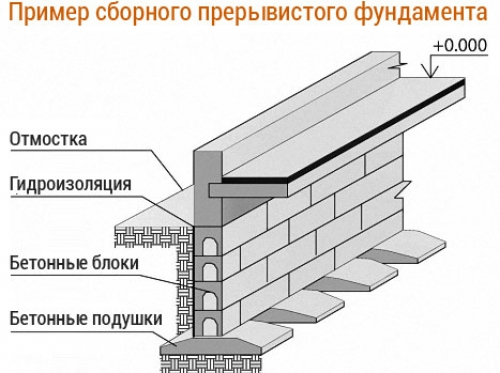 Пример сборного прерывистого фундамента
+0.000
Отмостка
Гидроизоляция
Бетонные блоки
Бетонные подушки